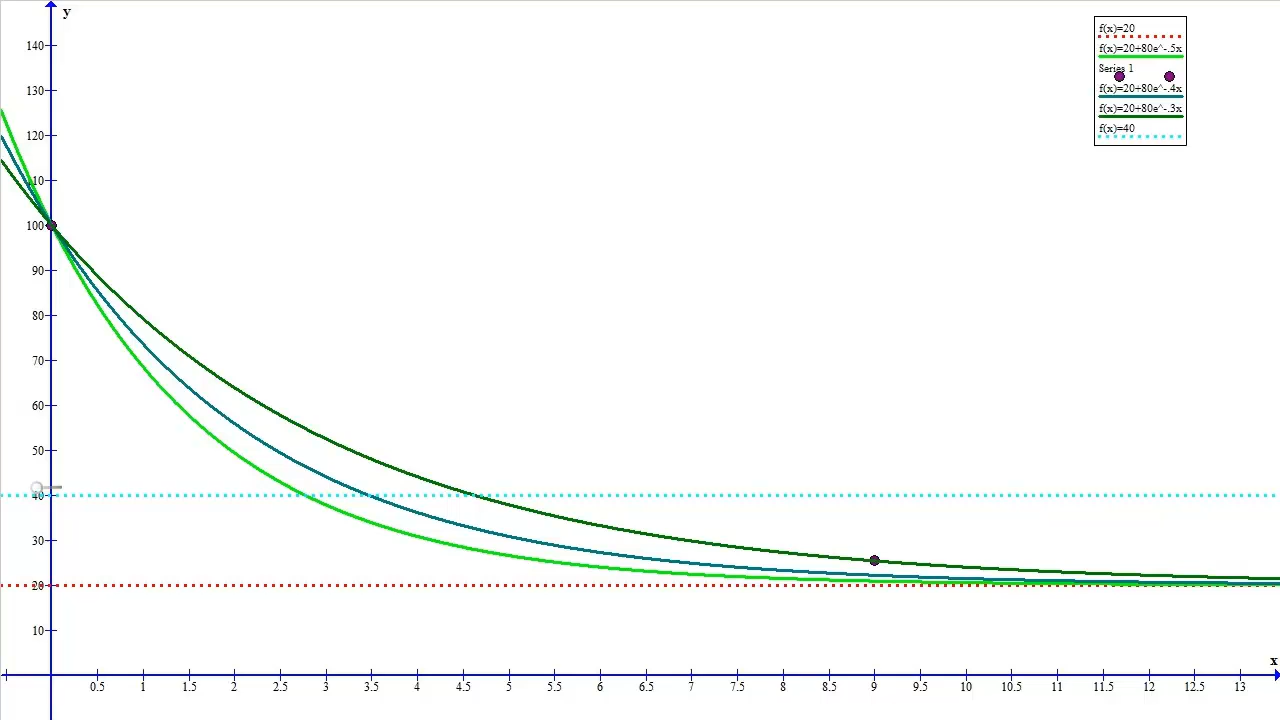 y
f(x)=20
f(x)=20+80e^-.5x
Series 1
f(x)=20+80e^-.4x
f(x)=20+80e^-.3x
f(x)=40
140
130
120
110
100
90
80
70
60
50
40
30
20
10
x
0.5 1 1.5 2 2.5 3 3.5 4 4.5 5 5.5 6 6.5 7 7.5 8 8.5 9 9.5 10 10.5 11 11.5 12 12.5 13